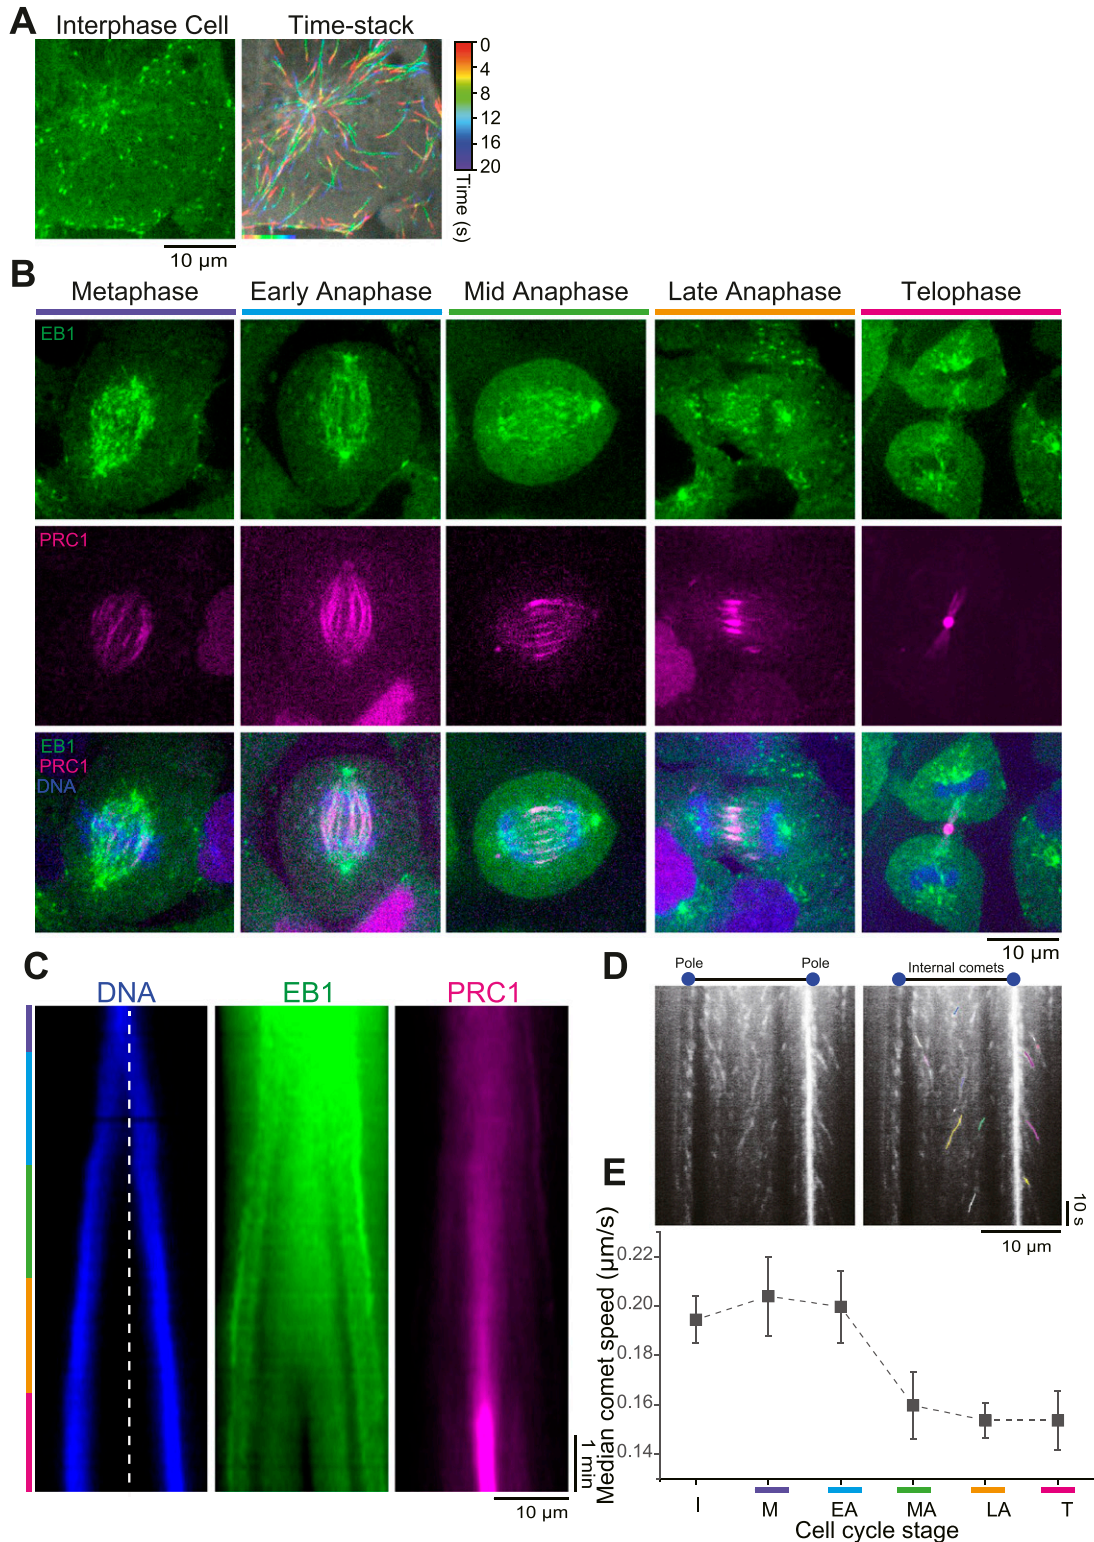 A
Interphase Cell
Time-stack
0
4
8
12
16
20
Time (s)
10 µm
B
Metaphase
Early Anaphase
Mid Anaphase
Late Anaphase
Telophase
EB1
PRC1
EB1
PRC1
DNA
10 µm
C
DNA
EB1
PRC1
1 min
10 µm
D
Pole
Pole
Internal comets
10 s
10 µm
E
Median comet speed (µm/s)
0.22
0.20
0.18
0.16
0.14
I
M
EA
MA
LA
T
Cell cycle stage